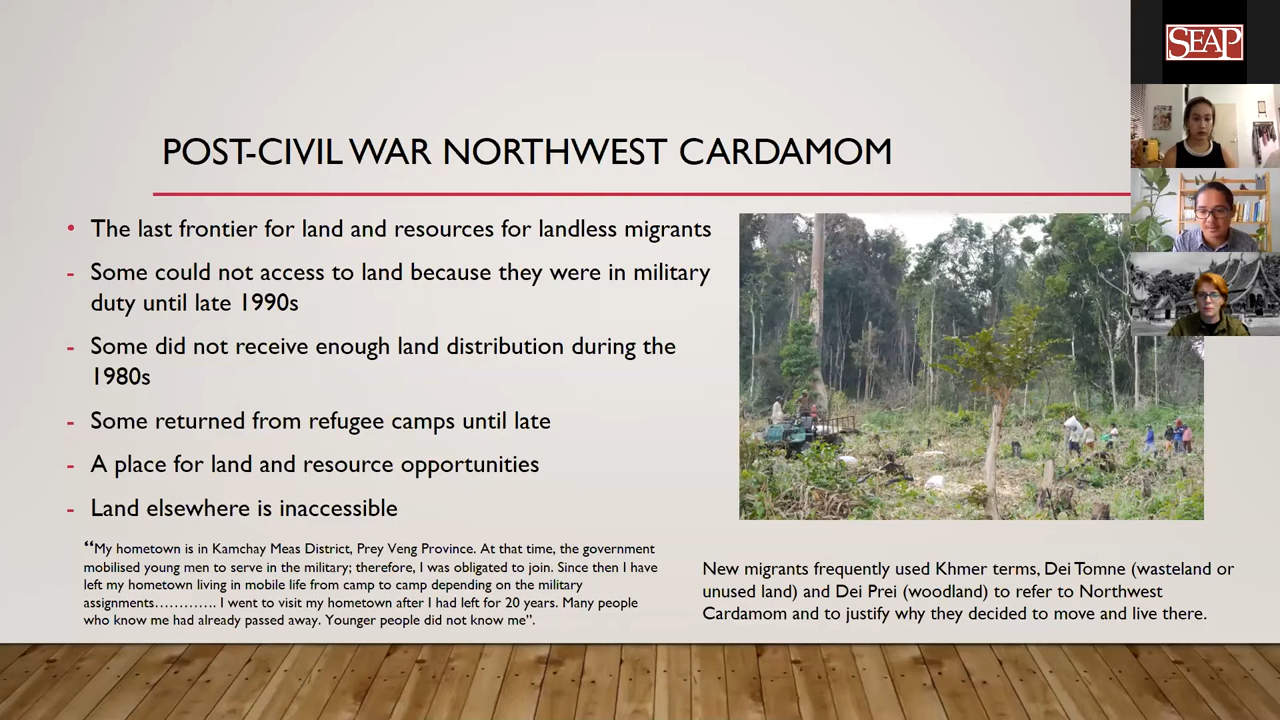 SEAP
POST-CIVIL WAR NORTHWEST CARDAMOM
• The last frontier for land and resources for landless migrants
- Some could not access to land because they were in military
duty until late 1990s
- Some did not receive enough land distribution during the
1980s
- Some returned from refugee camps until late
- A place for land and resource opportunities
- Land elsewhere is inaccessible
“My hometown is in Kamchay Meas District, Prey Veng Province. At that time, the government
mobilised young men to serve in the military; therefore, I was obligated to join. Since then I have
left my hometown living in mobile life from camp to camp depending on the military
assignments…………. I went to visit my hometown after I had left for 20 years. Many people
who know me had already passed away. Younger people did not know me”.
New migrants frequently used Khmer terms, Dei Tomne (wasteland or
unused land) and Dei Prei (woodland) to refer to Northwest
Cardamom and to justify why they decided to move and live there.